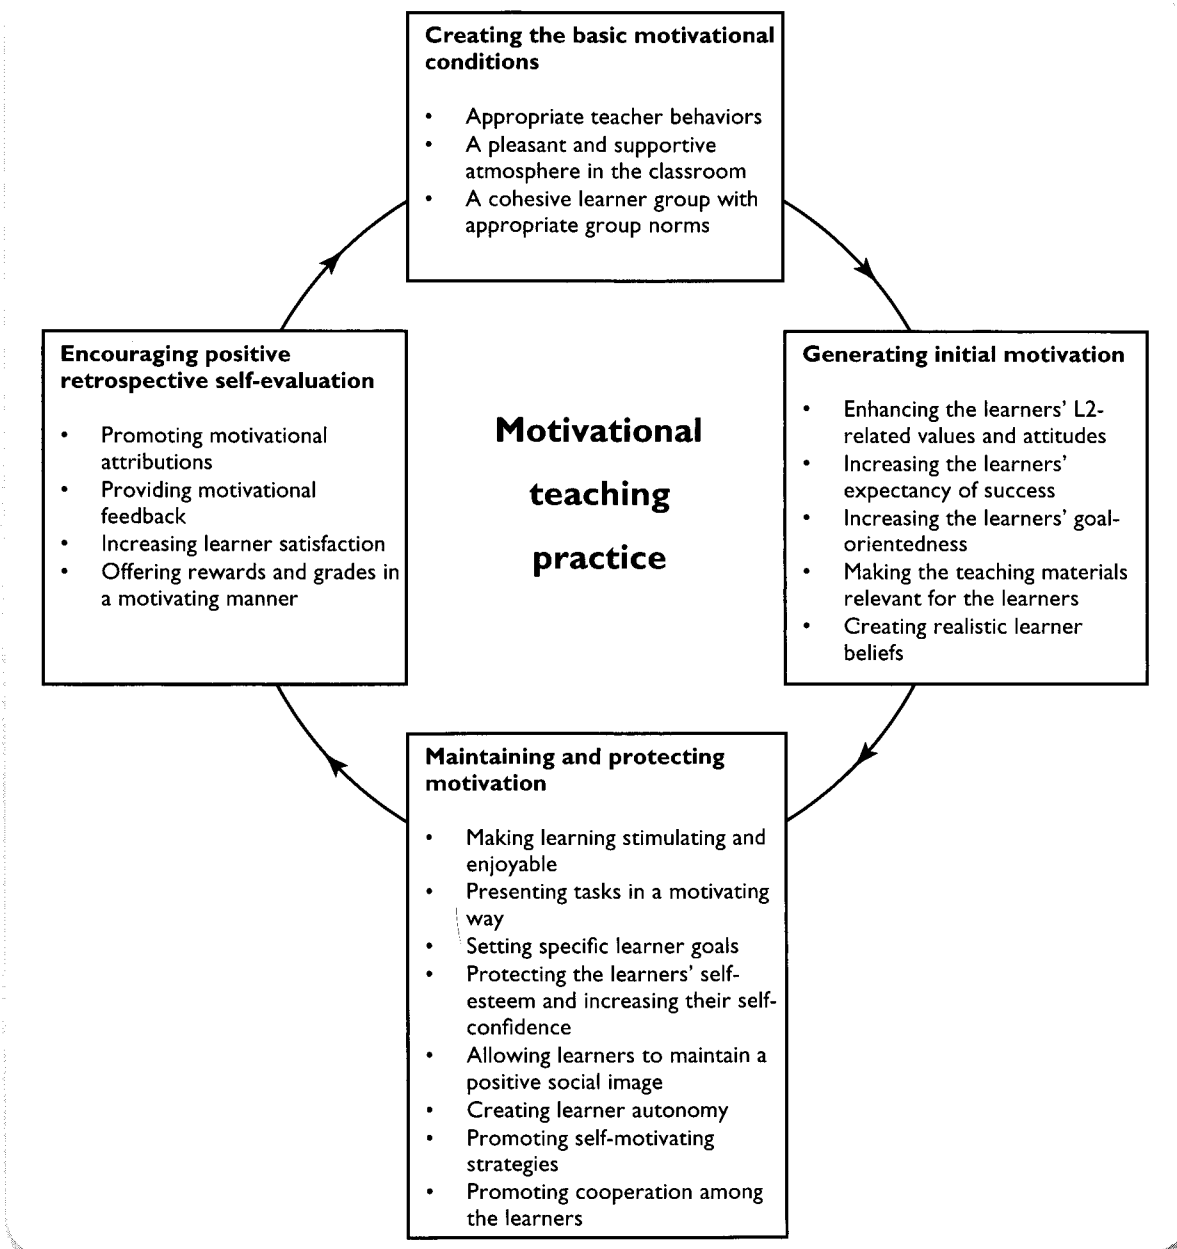 Creating the basic motivational
conditions
• Appropriate teacher behaviors
• A pleasant and supportive
atmosphere in the classroom
• A cohesive learner group with
appropriate group norms
Encouraging positive
retrospective self-evaluation
• Promoting motivational
attributions
• Providing motivational
feedback
• Increasing learner satisfaction
• Offering rewards and grades in
a motivating manner
Motivational
teaching
practice
Generating initial motivation
• Enhancing the learners’ L2-
related values and attitudes
• Increasing the learners’
expectancy of success
• Increasing the learners’ goal-
orientedness
• Making the teaching materials
relevant for the learners
• Creating realistic learner
beliefs
Maintaining and protecting
motivation
• Making learning stimulating and
enjoyable
• Presenting tasks in a motivating
way
• Setting specific learner goals
• Protecting the learners’ self-
esteem and increasing their self-
confidence
• Allowing learners to maintain a
positive social image
• Creating learner autonomy
• Promoting self-motivating
strategies
• Promoting cooperation among
the learners